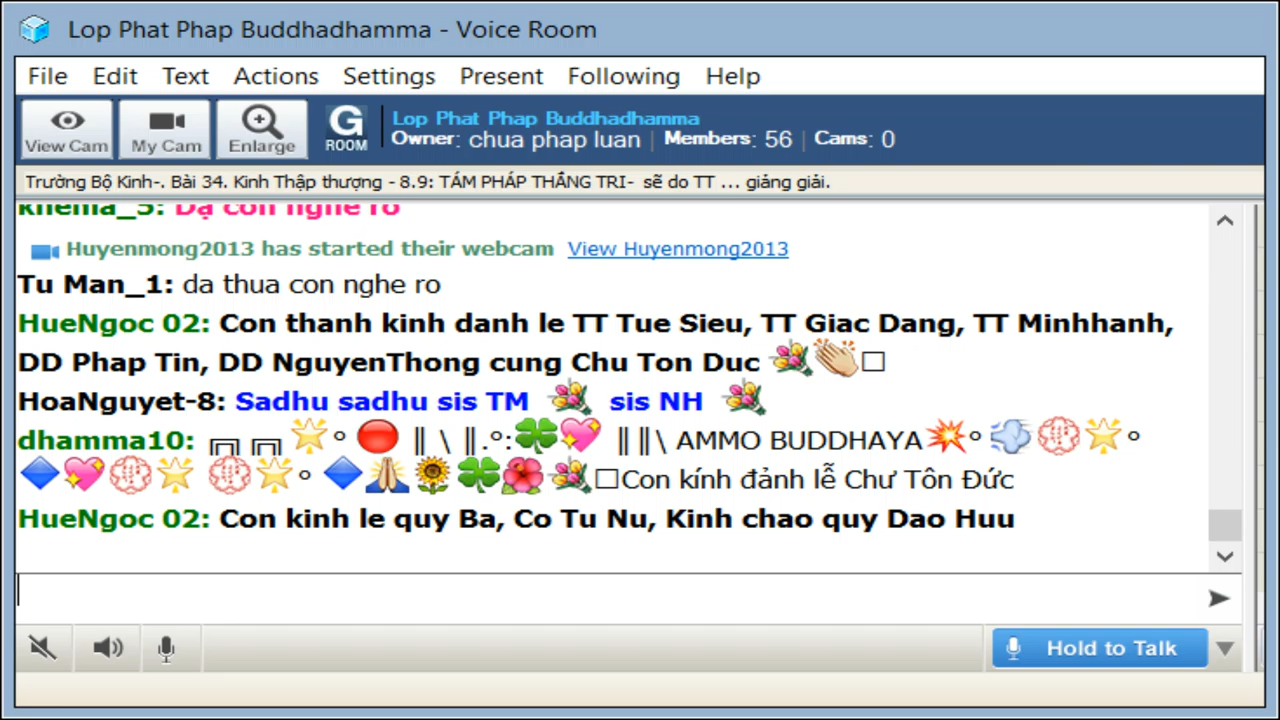 Lop Phat Phap Buddhadhamma - Voice Room
File Edit Text Actions Settings Present Following Help
View Cam My Cam Enlarge G ROOM Lop Phat Phap Buddhadhamma
Owner: chua phap luan | Members: 56 | Cams: 0
Trường Bộ Kinh-. Bài 34. Kinh Thập thượng - 8.9: TÁM PHÁP THẮNG TRI- sẽ do TT ... giảng giải.
khema_5: Dạ con nghe rõ
Huyenmong2013 has started their webcam View Huyenmong2013
Tu Man_1: da thua con nghe ro
HueNgoc 02: Con thanh kinh danh le TT Tue Sieu, TT Giac Dang, TT Minhhanh,
DD Phap Tin, DD NguyenThong cung Chu Ton Duc 💐👏□
HoaNguyet-8: Sadhu sadhu sis TM 💐 sis NH 💐
dhamma10: ╔╗╔╗🌟° 🔴 ║ \ ║.°:🍀💖 ║║\ AMMO BUDDHAYA💥°💨💮🌟°
🔷💖💮🌟 💮🌟° 🔷🙏🌻🍀🌺💐□Con kính đảnh lễ Chư Tôn Đức
HueNgoc 02: Con kinh le quy Ba, Co Tu Nu, Kinh chao quy Dao Huu
Hold to Talk